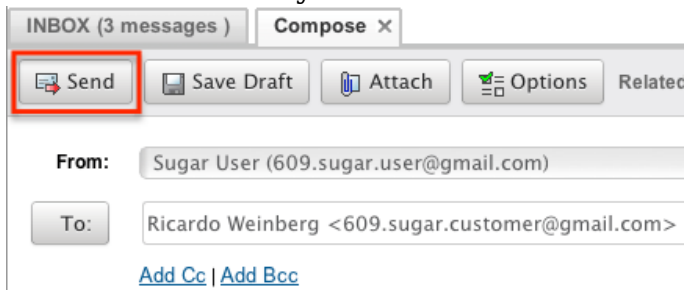 INBOX (3 messages ) Compose ×
Send Save Draft Attach Options Related
From: Sugar User (609.sugar.user@gmail.com)
To: Ricardo Weinberg <609.sugar.customer@gmail.com>
Add Cc | Add Bcc